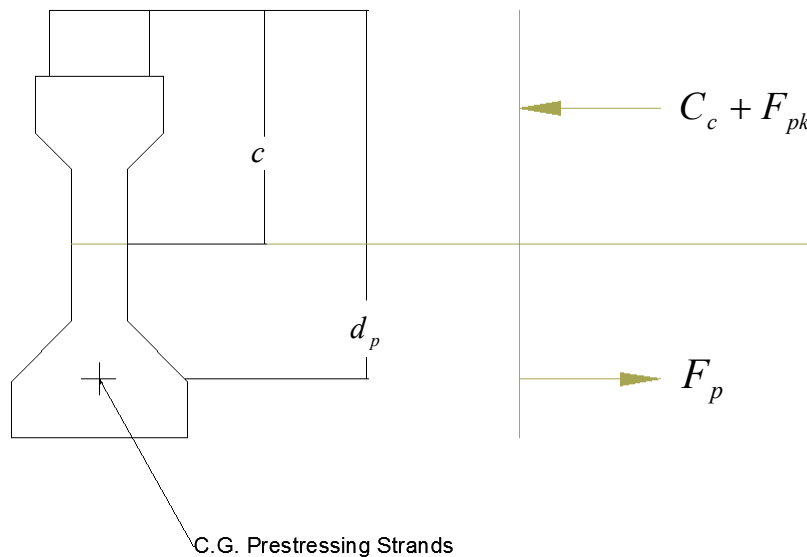 C_c + F_pk
c
d_p
F_p
C.G. Prestressing Strands